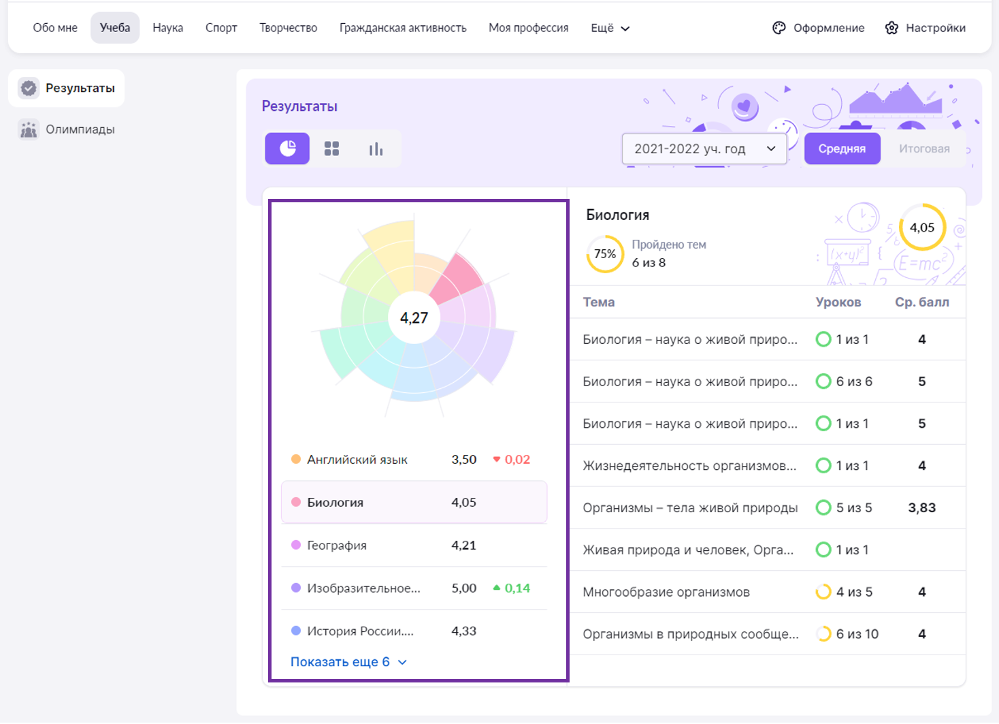 Обо мне Учеба Наука Спорт Творчество Гражданская активность Моя профессия Ещё Оформление Настройки
Результаты
Олимпиады
Результаты
2021-2022 уч. год Средняя Итоговая
4,27
Английский язык 3,50 0,02
Биология 4,05
География 4,21
Изобразительное... 5,00 0,14
История России.... 4,33
Показать еще 6
Биология
75% Пройдено тем
6 из 8
4,05
(x+y)²
E=mc²
Тема Уроков Ср. балл
Биология – наука о живой приро... 1 из 1 4
Биология – наука о живой приро... 6 из 6 5
Биология – наука о живой приро... 1 из 1 5
Жизнедеятельность организмов... 1 из 1 4
Организмы – тела живой природы 5 из 5 3,83
Живая природа и человек, Орга... 1 из 1
Многообразие организмов 4 из 5 4
Организмы в природных сообще... 6 из 10 4